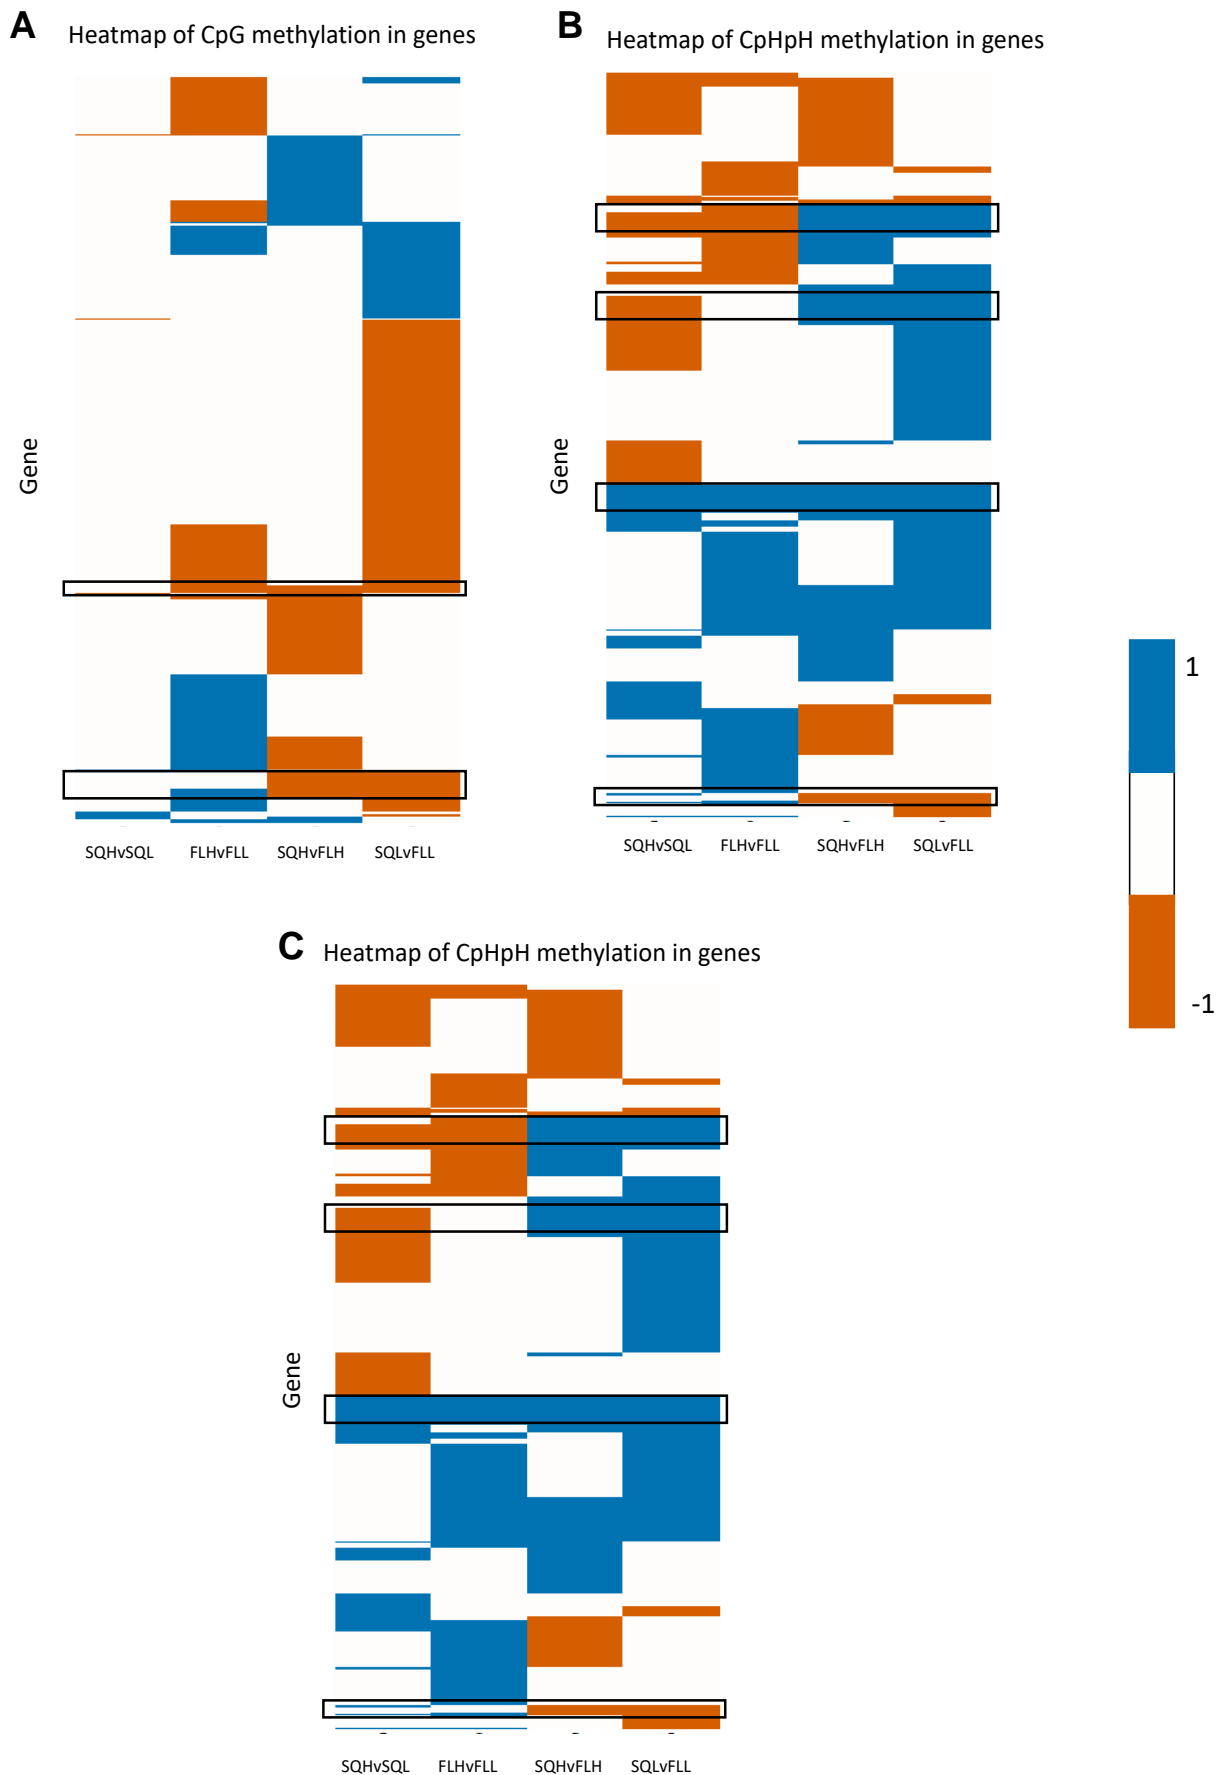 A Heatmap of CpG methylation in genes
Gene
SQHvSQL FLHvFLL SQHvFLH SQLvFLL
B Heatmap of CpHpH methylation in genes
Gene
SQHvSQL FLHvFLL SQHvFLH SQLvFLL
1
-1
C Heatmap of CpHpH methylation in genes
Gene
SQHvSQL FLHvFLL SQHvFLH SQLvFLL